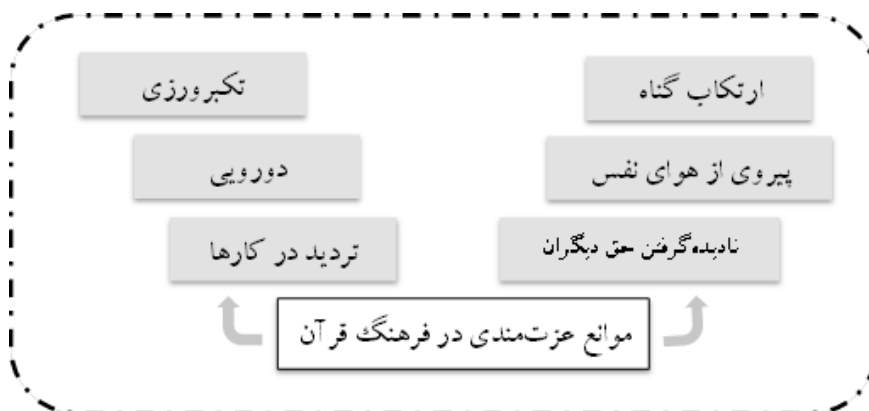 ارتکاب گناه
تکبرورزی
پیروی از هوای نفس
دورویی
نادیده‌گرفتن حق دیگران
تردید در کارها
موانع عزت‌مندی در فرهنگ قرآن